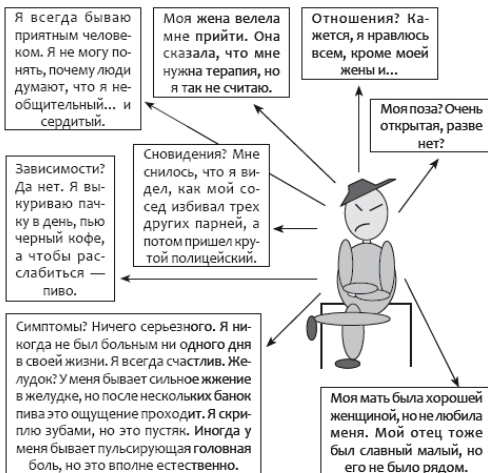 Я всегда бываю
приятным челове-
ком. Я не могу по-
нять, почему люди
думают, что я не-
общительный... и
сердитый.
Моя жена велела
мне прийти. Она
сказала, что мне
нужна терапия, но
я так не считаю.
Отношения? Ка-
жется, я нравлюсь
всем, кроме моей
жены и...
Моя поза? Очень
открытая, разве
нет?
Сновидения? Мне
снилось, что я ви-
дел, как мой со-
сед избивал трех
других парней, а
потом пришел кру-
той полицейский.
Зависимости?
Да нет. Я вы-
куриваю пач-
ку в день, пью
черный кофе,
а чтобы рас-
слабиться —
пиво.
Симптомы? Ничего серьезного. Я ни-
когда не был больным ни одного дня
в своей жизни. Я всегда счастлив. Же-
лудок? У меня бывает сильное жжение
в желудке, но после нескольких банок
пива это ощущение проходит. Я скри-
плю зубами, но это пустяк. Иногда у
меня бывает пульсирующая головная
боль, но это вполне естественно.
Моя мать была хорошей
женщиной, но не любила
меня. Мой отец тоже
был славный малый, но
его не было рядом.